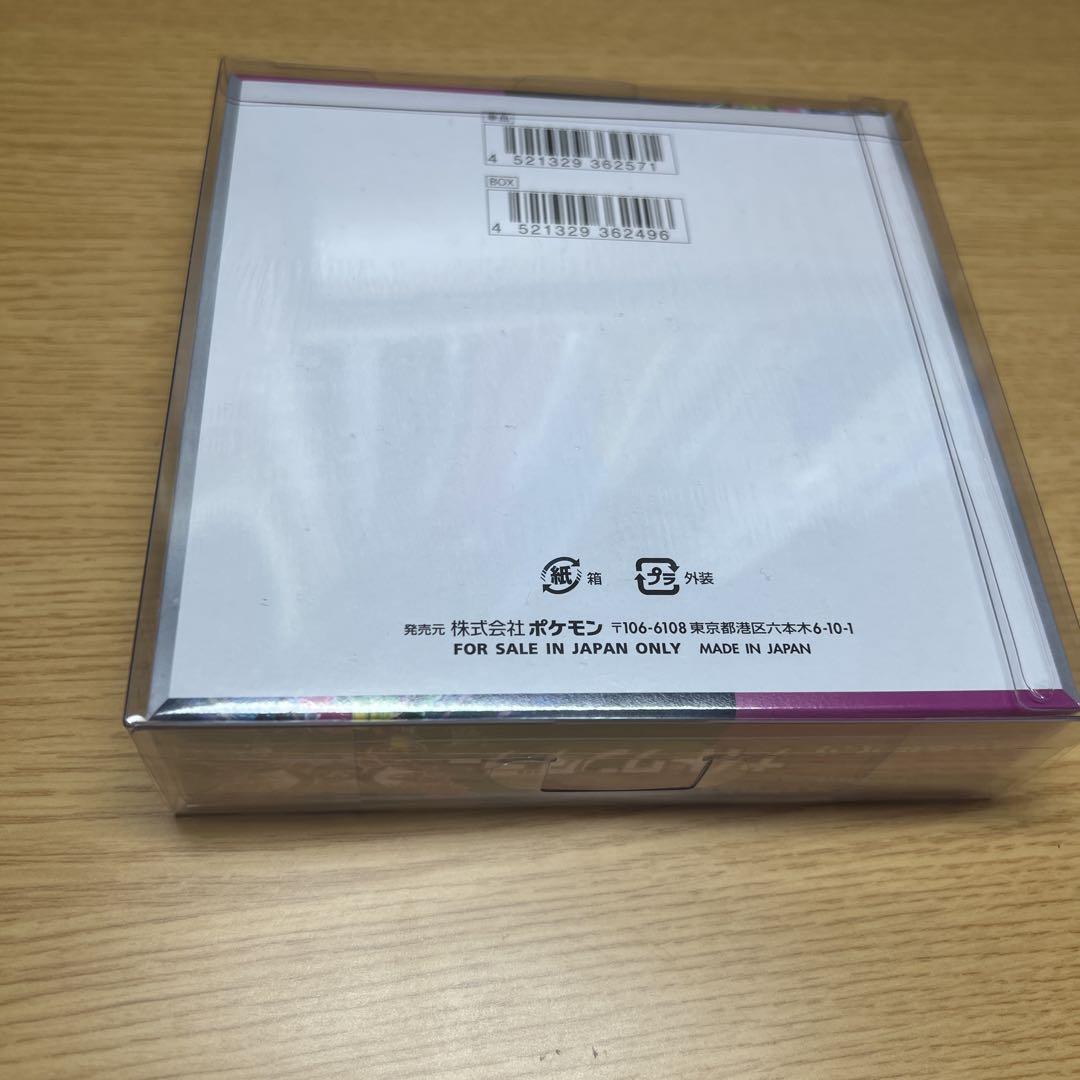 単品
4 521329 362571
BOX
4 521329 362496
紙 箱 プラ 外装
発売元 株式会社ポケモン 〒106-6108 東京都港区六本木6-10-1
FOR SALE IN JAPAN ONLY MADE IN JAPAN